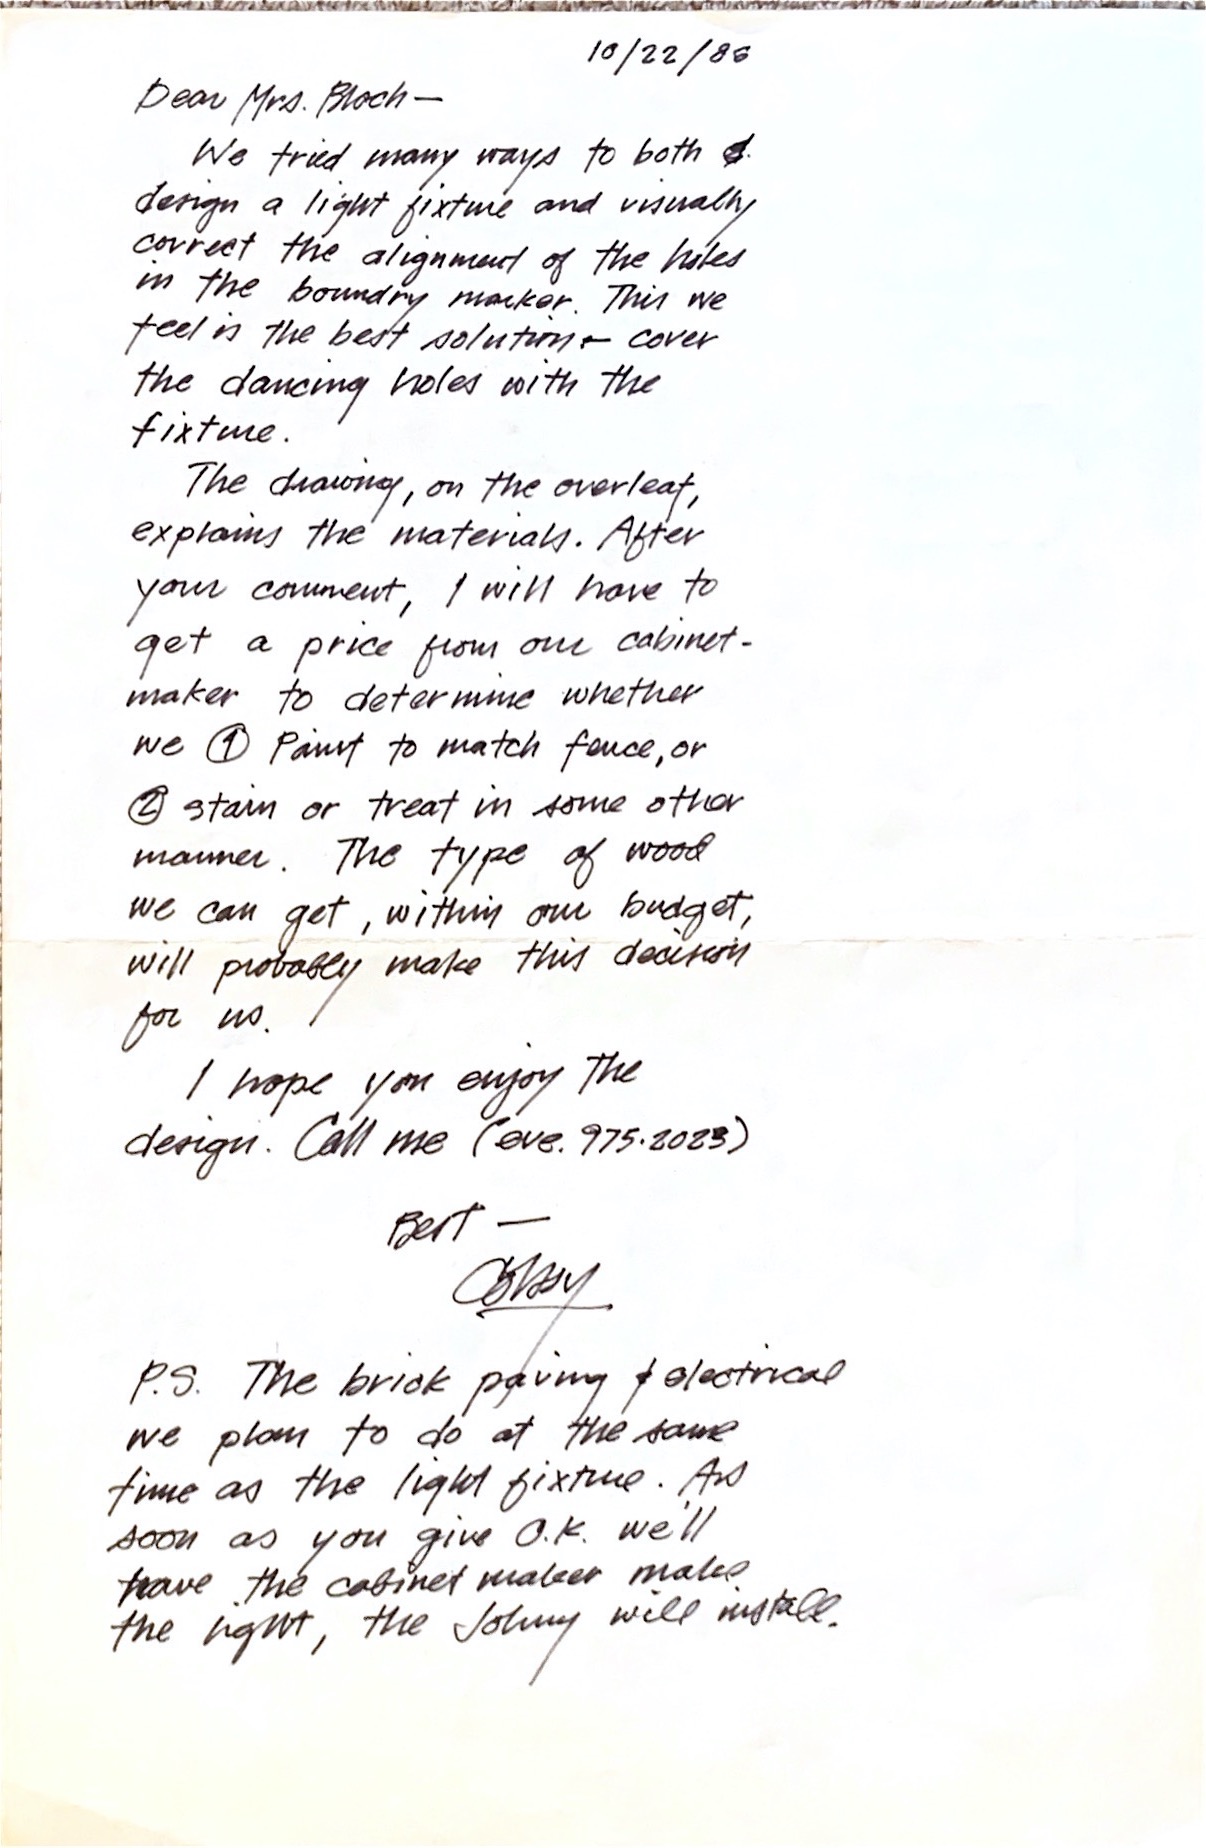 10/22/86
Dear Mrs. Bloch —
We tried many ways to both
design a light fixture and visually
correct the alignment of the holes
in the boundry marker. This we
feel is the best solution — cover
the dancing holes with the
fixture.
The drawing, on the overleaf,
explains the materials. After
your comment, I will have to
get a price from our cabinet-
maker to determine whether
we ① Paint to match fence, or
② stain or treat in some other
manner. The type of wood
we can get, within our budget,
will probably make this decision
for us.
I hope you enjoy the
design. Call me (eve. 975.2023)
Best —
P.S. The brick paving & electrical
we plan to do at the same
time as the light fixture. As
soon as you give O.K. we'll
have the cabinet maker make
the light, the Johny will install.